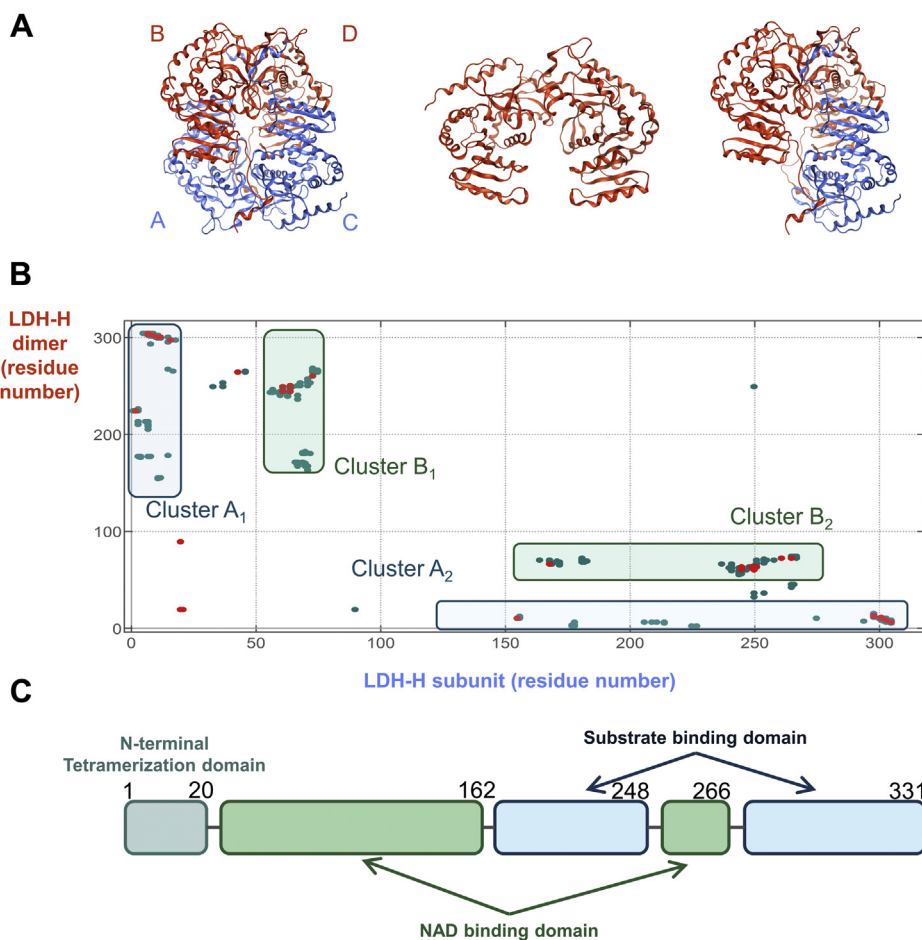 A
B
D
A
C
B
LDH-H
dimer
(residue
number)
300
200
100
0
Cluster A1
Cluster B1
Cluster B2
Cluster A2
0
50
100
150
200
250
300
LDH-H subunit (residue number)
C
N-terminal
Tetramerization domain
Substrate binding domain
1
20
162
248
266
331
NAD binding domain